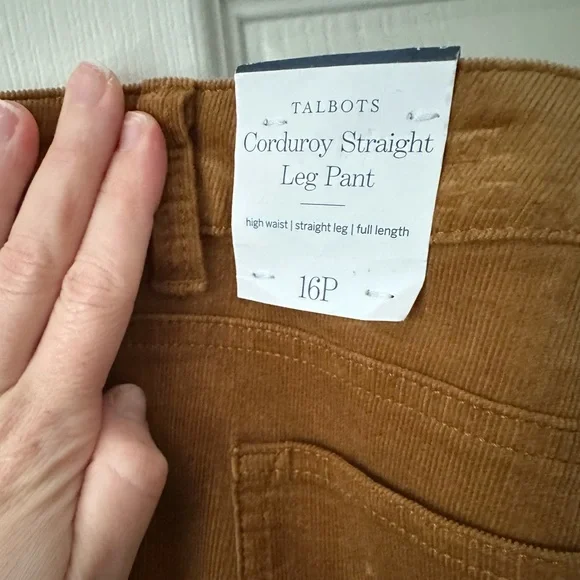 TALBOTS
Corduroy Straight
Leg Pant
high waist | straight leg | full length
16P